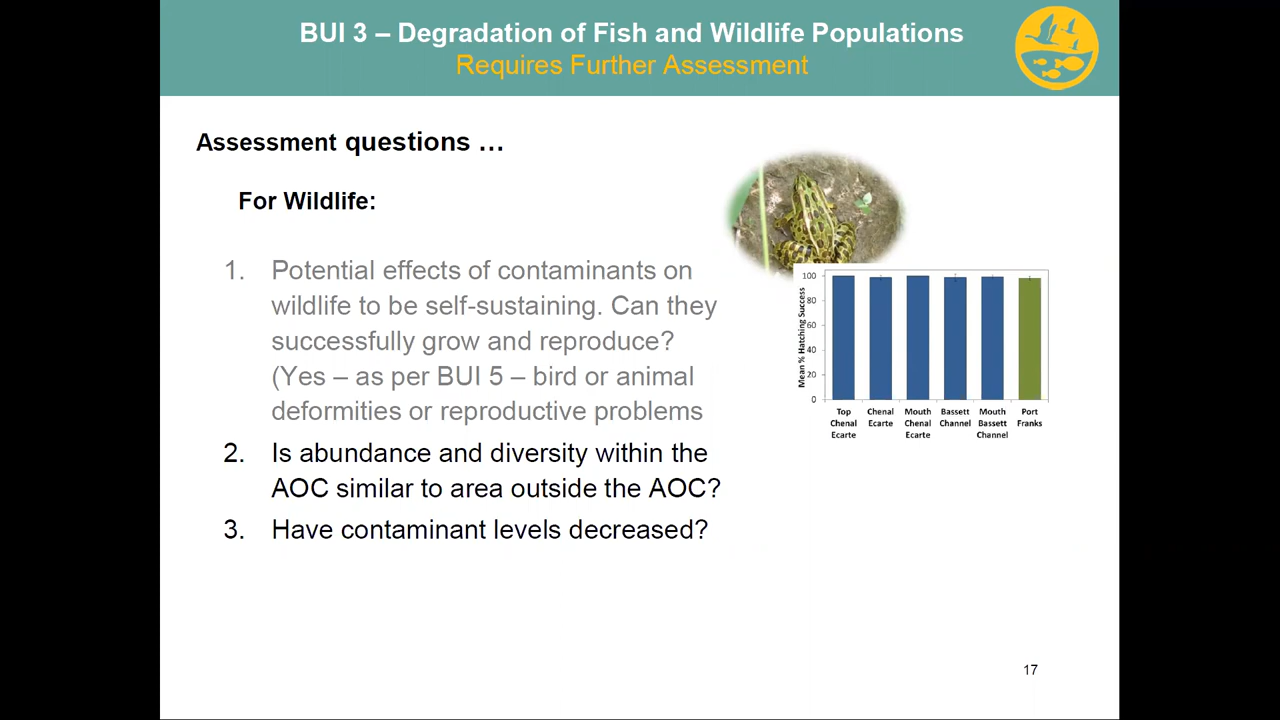 BUI 3 – Degradation of Fish and Wildlife Populations
Requires Further Assessment
Assessment questions …
For Wildlife:
1. Potential effects of contaminants on
wildlife to be self-sustaining. Can they
successfully grow and reproduce?
(Yes – as per BUI 5 – bird or animal
deformities or reproductive problems
2. Is abundance and diversity within the
AOC similar to area outside the AOC?
3. Have contaminant levels decreased?
Mean % Hatching Success
100
80
60
40
20
0
Top Chenal Ecarte
Chenal Ecarte
Mouth Chenal Ecarte
Bassett Channel
Mouth Bassett Channel
Port Franks
17